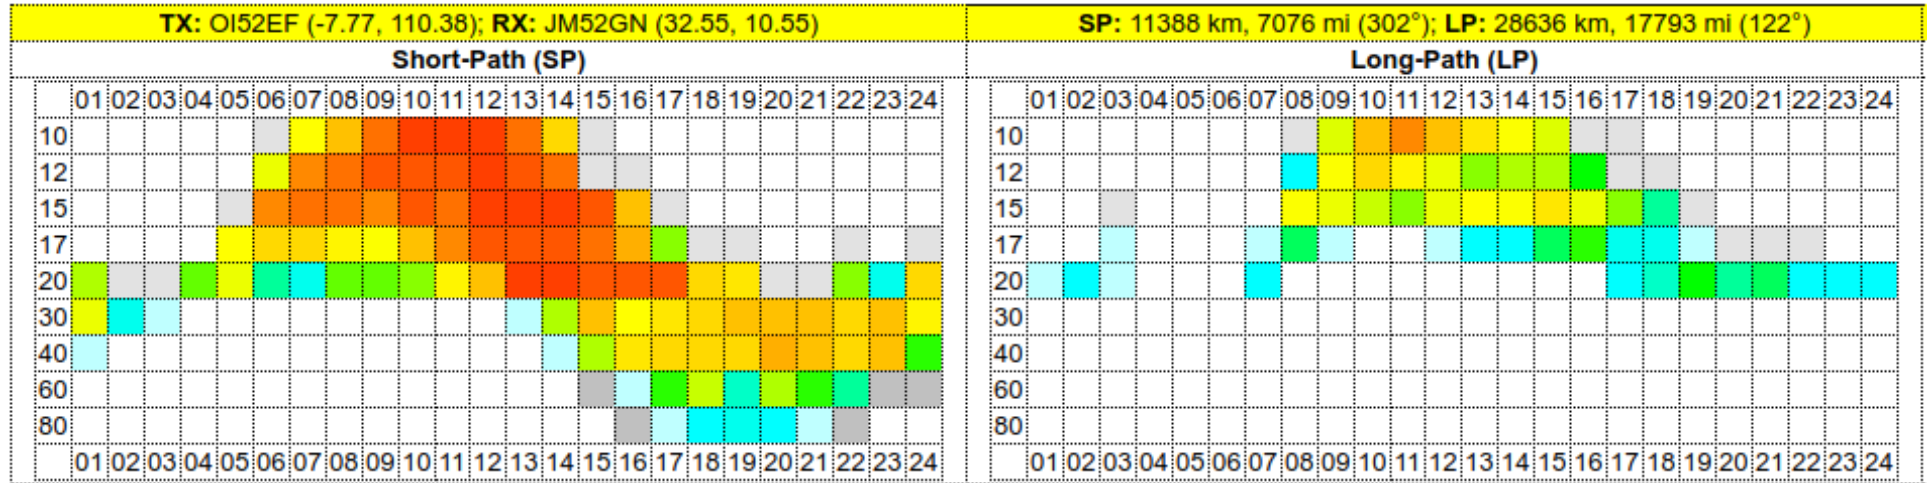 TX: OI52EF (-7.77, 110.38); RX: JM52GN (32.55, 10.55)
SP: 11388 km, 7076 mi (302°); LP: 28636 km, 17793 mi (122°)
Short-Path (SP)
Long-Path (LP)
01 02 03 04 05 06 07 08 09 10 11 12 13 14 15 16 17 18 19 20 21 22 23 24
10
12
15
17
20
30
40
60
80
01 02 03 04 05 06 07 08 09 10 11 12 13 14 15 16 17 18 19 20 21 22 23 24
01 02 03 04 05 06 07 08 09 10 11 12 13 14 15 16 17 18 19 20 21 22 23 24
10
12
15
17
20
30
40
60
80
01 02 03 04 05 06 07 08 09 10 11 12 13 14 15 16 17 18 19 20 21 22 23 24